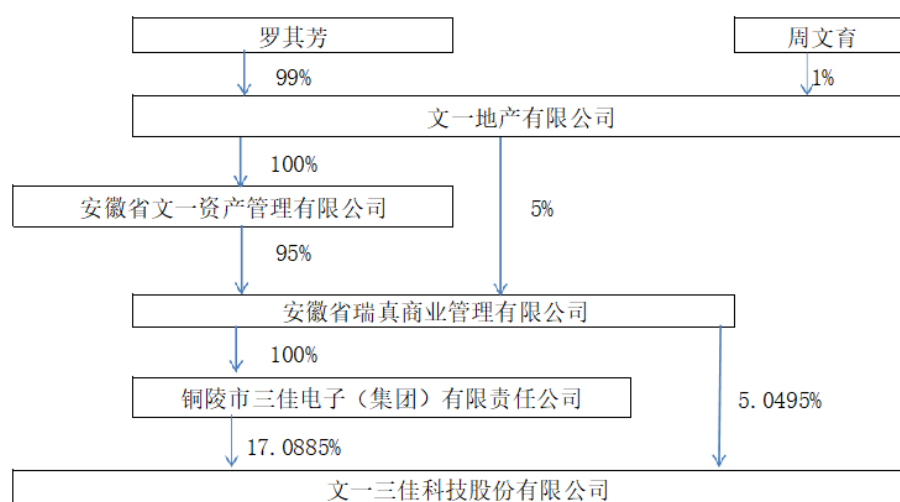 罗其芳
周文育
99%
1%
文一地产有限公司
100%
安徽省文一资产管理有限公司
5%
95%
安徽省瑞真商业管理有限公司
100%
铜陵市三佳电子（集团）有限责任公司
5.0495%
17.0885%
文一三佳科技股份有限公司